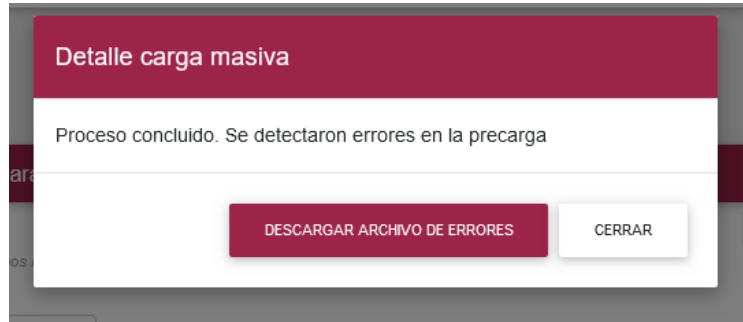 Detalle carga masiva
Proceso concluido. Se detectaron errores en la precarga
DESCARGAR ARCHIVO DE ERRORES
CERRAR